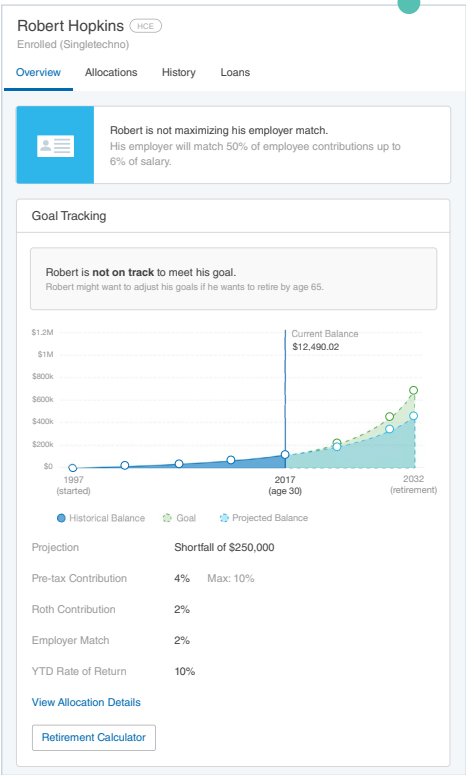 Robert Hopkins HCE
Enrolled (Singletechno)
Overview Allocations History Loans
Robert is not maximizing his employer match.
His employer will match 50% of employee contributions up to
6% of salary.
Goal Tracking
Robert is not on track to meet his goal.
Robert might want to adjust his goals if he wants to retire by age 65.
$1.2M
Current Balance
$12,490.02
$1M
$800k
$600k
$400k
$200k
$0
1997 2017 2032
(started) (age 30) (retirement)
Historical Balance Goal Projected Balance
Projection Shortfall of $250,000
Pre-tax Contribution 4% Max: 10%
Roth Contribution 2%
Employer Match 2%
YTD Rate of Return 10%
View Allocation Details
Retirement Calculator